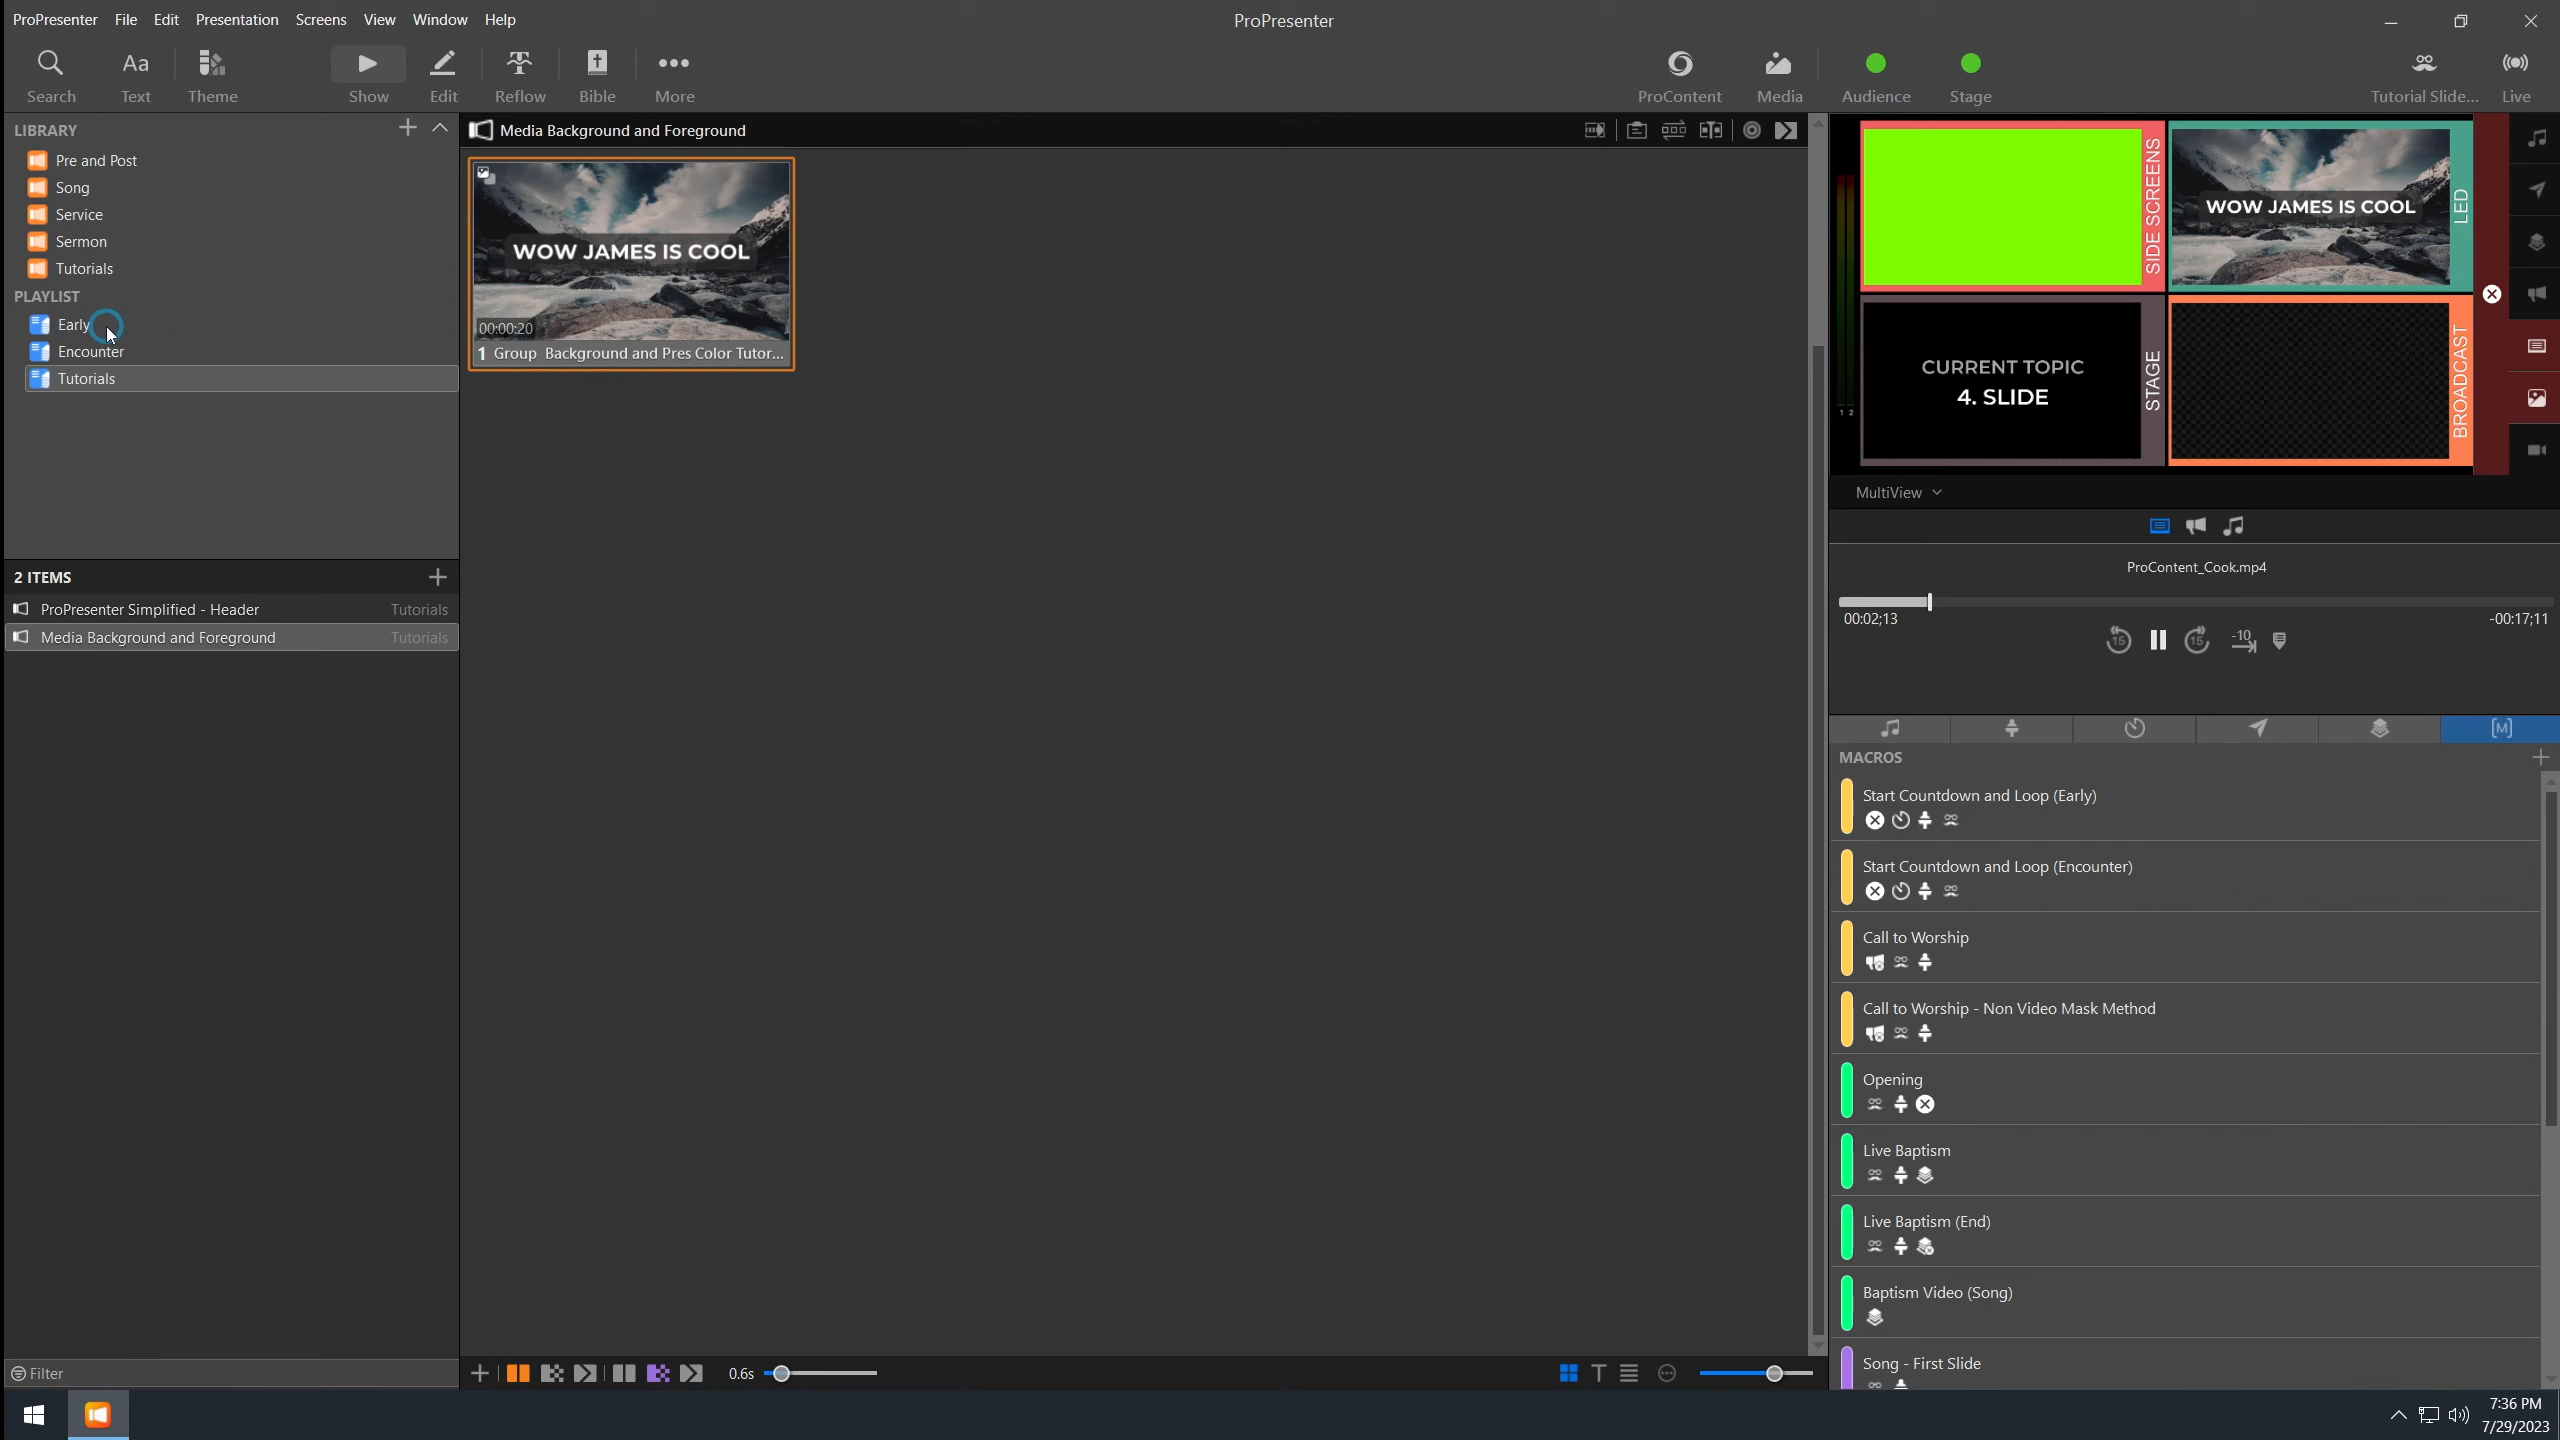 ProPresenter File Edit Presentation Screens View Window Help
ProPresenter
Aa
Search Text Theme Show Edit Reflow Bible More
ProContent Media Audience Stage Tutorial Slide... Live
LIBRARY
Pre and Post
Song
Service
Sermon
Tutorials
PLAYLIST
Early
Encounter
Tutorials
2 ITEMS
ProPresenter Simplified - Header Tutorials
Media Background and Foreground Tutorials
Filter
Media Background and Foreground
WOW JAMES IS COOL
00:00:20
1 Group Background and Pres Color Tutor...
0.6s
SIDE SCREENS
WOW JAMES IS COOL
LED
CURRENT TOPIC
4. SLIDE
STAGE
BROADCAST
1 2
MultiView
ProContent_Cook.mp4
00:02;13 -00:17;11
15 15 -10
[M]
MACROS
Start Countdown and Loop (Early)
Start Countdown and Loop (Encounter)
Call to Worship
Call to Worship - Non Video Mask Method
Opening
Live Baptism
Live Baptism (End)
Baptism Video (Song)
Song - First Slide
7:36 PM
7/29/2023